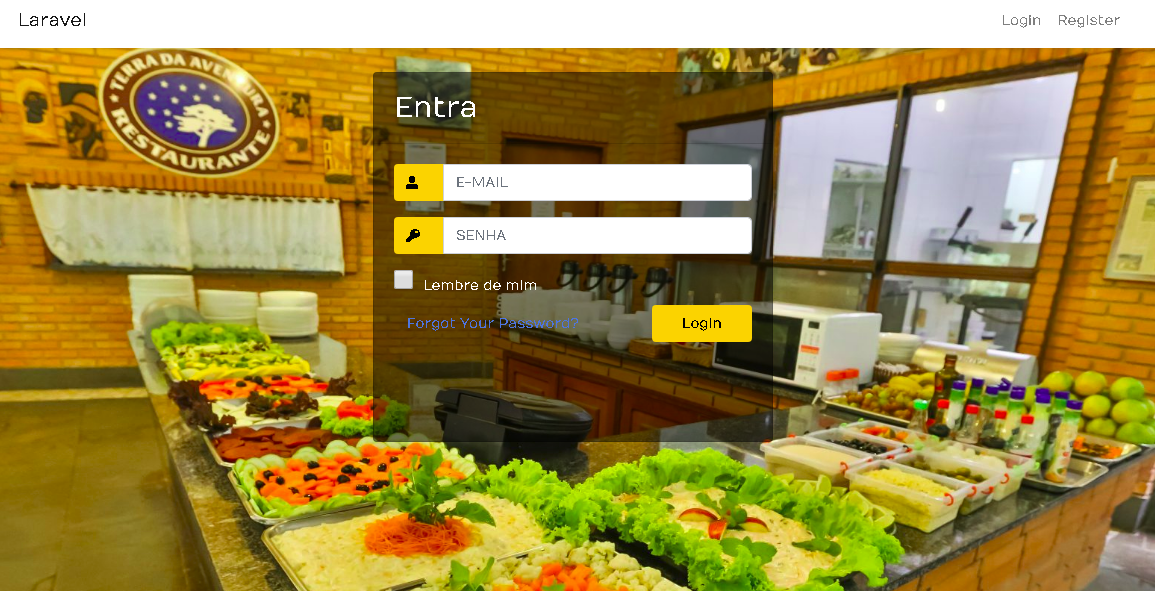 Laravel
Login Register
TERRA DA AVENTURA
RESTAURANTE
Entra
E-MAIL
SENHA
Lembre de mim
Forgot Your Password?
Login